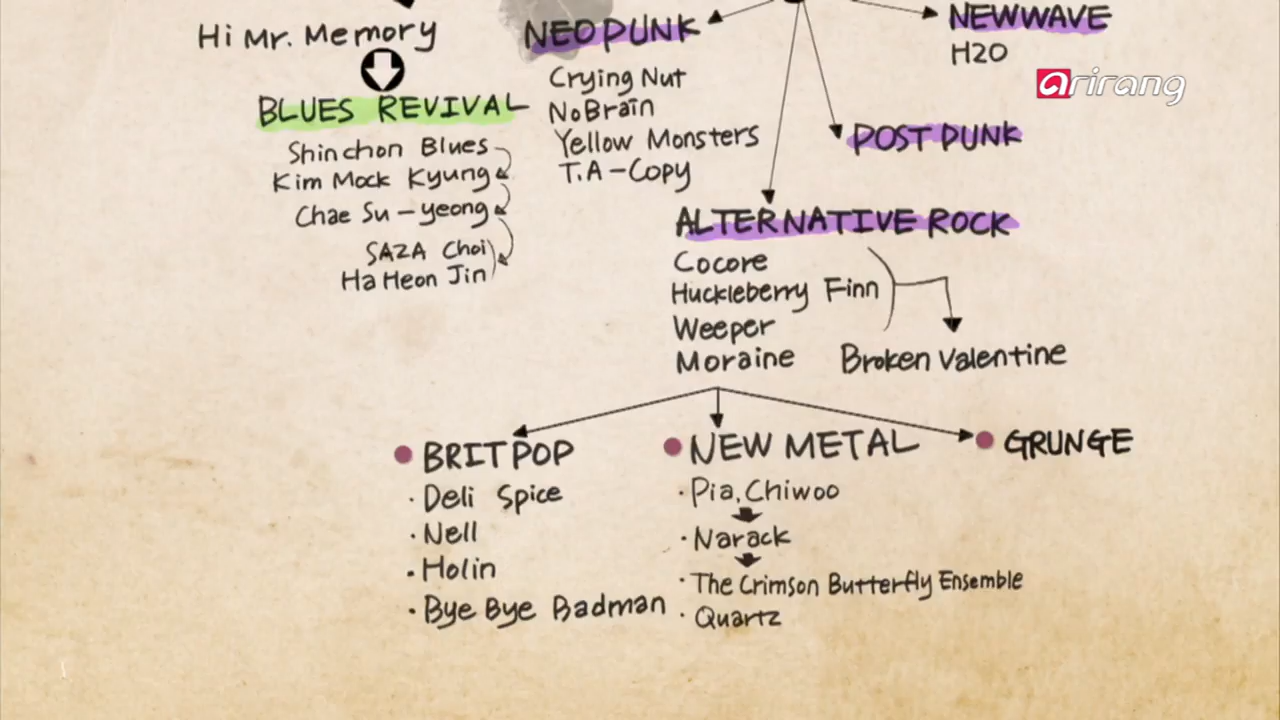 Hi Mr. Memory
BLUES REVIVAL
Shinchon Blues
Kim Mock Kyung
Chae Su-yeong
SAZA Choi
Ha Heon Jin
NEO PUNK
Crying Nut
NoBrain
Yellow Monsters
T.A-Copy
NEWWAVE
H2O
arirang
POST PUNK
ALTERNATIVE ROCK
Cocore
Huckleberry Finn
Weeper
Moraine
Broken Valentine
BRITPOP
· Deli Spice
· Nell
· Holin
· Bye Bye Badman
NEW METAL
· Pia, Chiwoo
· Narack
· The Crimson Butterfly Ensemble
· Quartz
GRUNGE